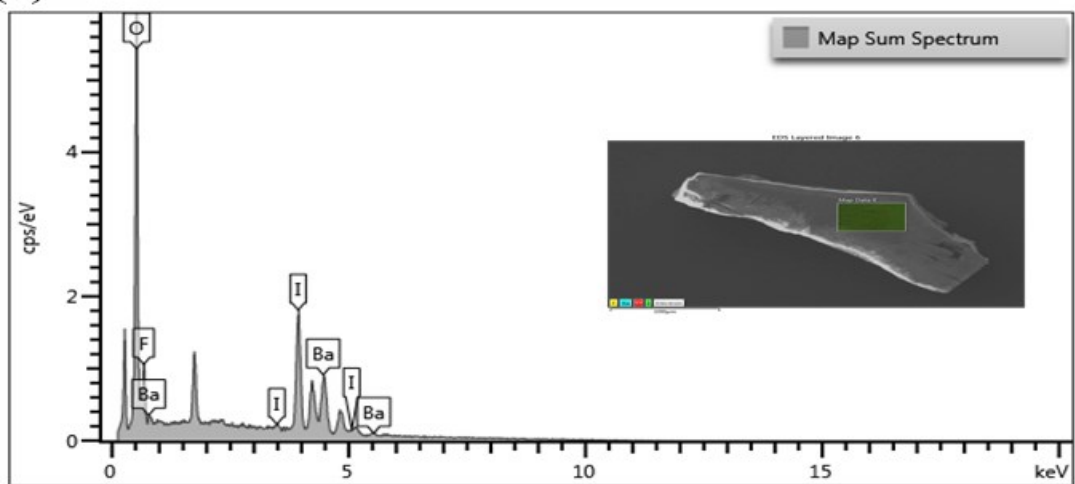 O
Map Sum Spectrum
EDS Layered Image 6
4
cps/eV
2
I
F
Ba
I
Ba
I
Ba
0
0
5
10
15
keV